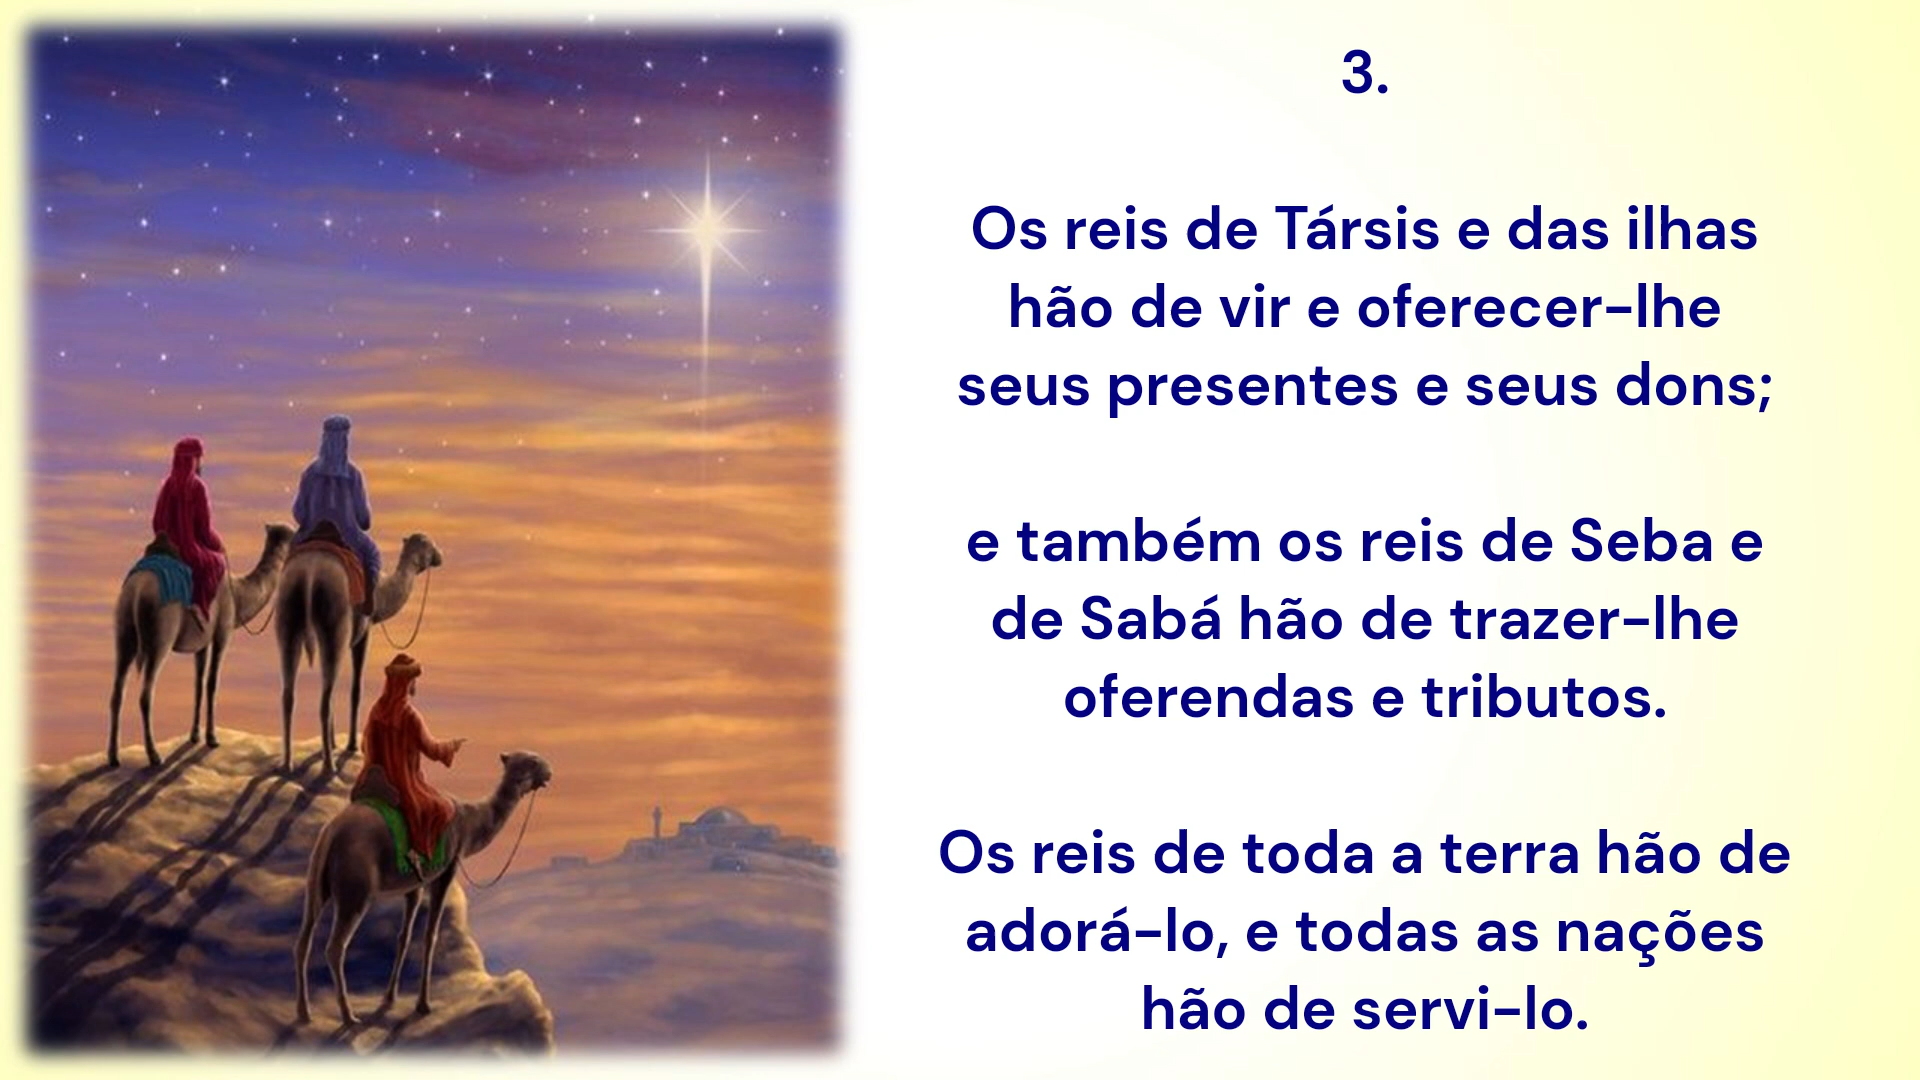 3.
Os reis de Társis e das ilhas
hão de vir e oferecer-lhe
seus presentes e seus dons;
e também os reis de Seba e
de Sabá hão de trazer-lhe
oferendas e tributos.
Os reis de toda a terra hão de
adorá-lo, e todas as nações
hão de servi-lo.